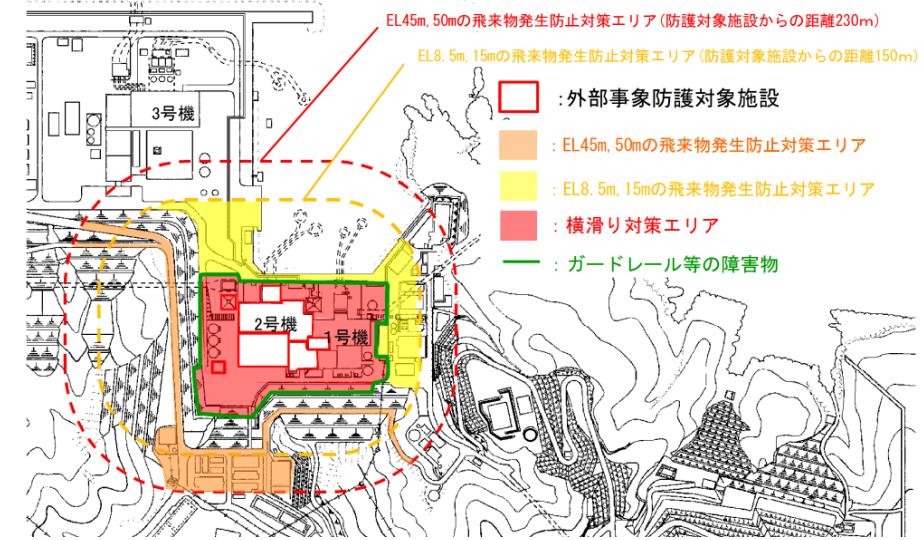 EL45m,50mの飛来物発生防止対策エリア(防護対象施設からの距離230m)
EL8.5m,15mの飛来物発生防止対策エリア(防護対象施設からの距離150m)
:外部事象防護対象施設
:EL45m,50mの飛来物発生防止対策エリア
:EL8.5m,15mの飛来物発生防止対策エリア
:横滑り対策エリア
:ガードレール等の障害物
3号機
2号機
1号機